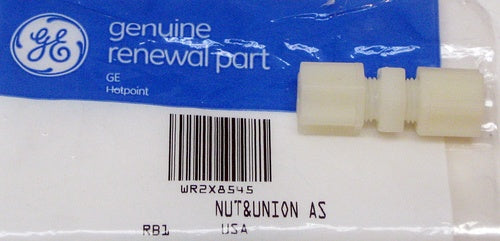 GE
genuine
renewal part
GE
Hotpoint
WR2X8545
NUT&UNION AS
RB1 USA